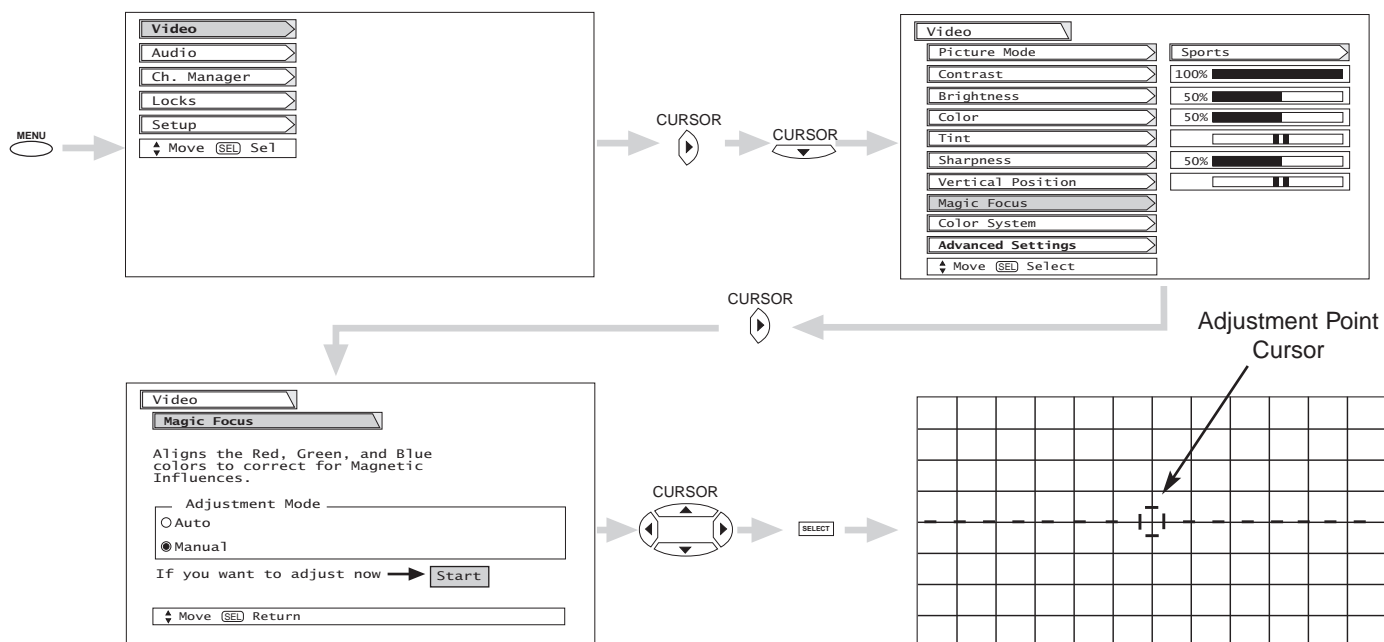 MENU
Video
Audio
Ch. Manager
Locks
Setup
Move SEL Sel
CURSOR
CURSOR
Video
Picture Mode Sports
Contrast 100%
Brightness 50%
Color 50%
Tint
Sharpness 50%
Vertical Position
Magic Focus
Color System
Advanced Settings
Move SEL Select
CURSOR
Adjustment Point
Cursor
Video
Magic Focus
Aligns the Red, Green, and Blue
colors to correct for Magnetic
Influences.
Adjustment Mode
Auto
Manual
If you want to adjust now Start
Move SEL Return
CURSOR
SELECT